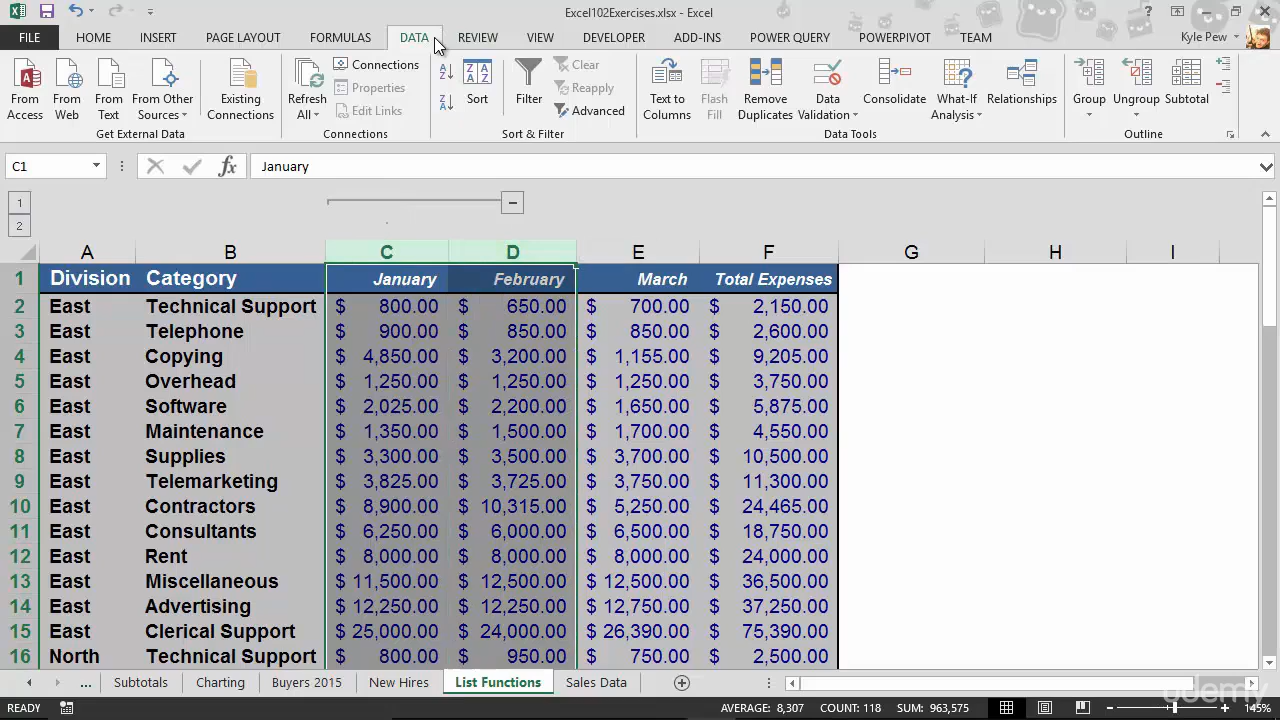 Excel102Exercises.xlsx - Excel
FILE HOME INSERT PAGE LAYOUT FORMULAS DATA REVIEW VIEW DEVELOPER ADD-INS POWER QUERY POWERPIVOT TEAM Kyle Pew
From Access
From Web
From Text
From Other Sources
Existing Connections
Get External Data
Refresh All
Connections
Properties
Edit Links
Connections
Sort
Filter
Clear
Reapply
Advanced
Sort & Filter
Text to Columns
Flash Fill
Remove Duplicates
Data Validation
Consolidate
What-If Analysis
Relationships
Data Tools
Group
Ungroup
Subtotal
Outline
C1 fx January
1
2
A B C D E F G H I
1 Division Category January February March Total Expenses
2 East Technical Support $ 800.00 $ 650.00 $ 700.00 $ 2,150.00
3 East Telephone $ 900.00 $ 850.00 $ 850.00 $ 2,600.00
4 East Copying $ 4,850.00 $ 3,200.00 $ 1,155.00 $ 9,205.00
5 East Overhead $ 1,250.00 $ 1,250.00 $ 1,250.00 $ 3,750.00
6 East Software $ 2,025.00 $ 2,200.00 $ 1,650.00 $ 5,875.00
7 East Maintenance $ 1,350.00 $ 1,500.00 $ 1,700.00 $ 4,550.00
8 East Supplies $ 3,300.00 $ 3,500.00 $ 3,700.00 $ 10,500.00
9 East Telemarketing $ 3,825.00 $ 3,725.00 $ 3,750.00 $ 11,300.00
10 East Contractors $ 8,900.00 $ 10,315.00 $ 5,250.00 $ 24,465.00
11 East Consultants $ 6,250.00 $ 6,000.00 $ 6,500.00 $ 18,750.00
12 East Rent $ 8,000.00 $ 8,000.00 $ 8,000.00 $ 24,000.00
13 East Miscellaneous $ 11,500.00 $ 12,500.00 $ 12,500.00 $ 36,500.00
14 East Advertising $ 12,250.00 $ 12,250.00 $ 12,750.00 $ 37,250.00
15 East Clerical Support $ 25,000.00 $ 24,000.00 $ 26,390.00 $ 75,390.00
16 North Technical Support $ 800.00 $ 950.00 $ 750.00 $ 2,500.00
... Subtotals Charting Buyers 2015 New Hires List Functions Sales Data
udemy
READY AVERAGE: 8,307 COUNT: 118 SUM: 963,575 145%